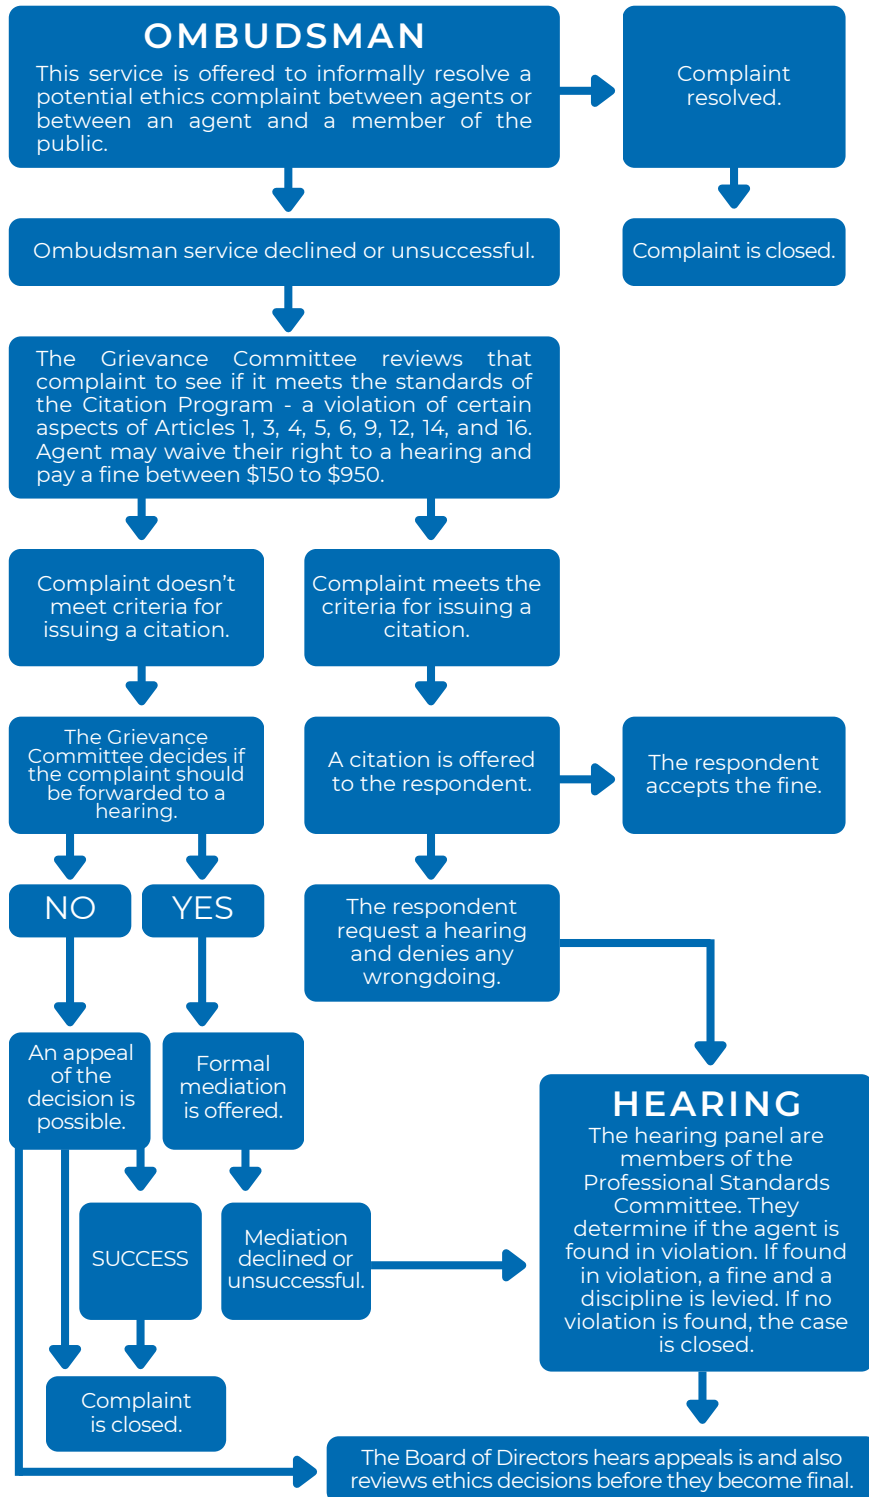 OMBUDSMAN
This service is offered to informally resolve a
potential ethics complaint between agents or
between an agent and a member of the
public.
Complaint
resolved.
Ombudsman service declined or unsuccessful.
Complaint is closed.
The Grievance Committee reviews that
complaint to see if it meets the standards of
the Citation Program - a violation of certain
aspects of Articles 1, 3, 4, 5, 6, 9, 12, 14, and 16.
Agent may waive their right to a hearing and
pay a fine between $150 to $950.
Complaint doesn’t
meet criteria for
issuing a citation.
Complaint meets the
criteria for issuing a
citation.
The Grievance
Committee decides if
the complaint should
be forwarded to a
hearing.
A citation is offered
to the respondent.
The respondent
accepts the fine.
NO
YES
The respondent
request a hearing
and denies any
wrongdoing.
An appeal
of the
decision is
possible.
Formal
mediation
is offered.
HEARING
The hearing panel are
members of the
Professional Standards
Committee. They
determine if the agent is
found in violation. If found
in violation, a fine and a
discipline is levied. If no
violation is found, the case
is closed.
SUCCESS
Mediation
declined or
unsuccessful.
Complaint
is closed.
The Board of Directors hears appeals is and also
reviews ethics decisions before they become final.